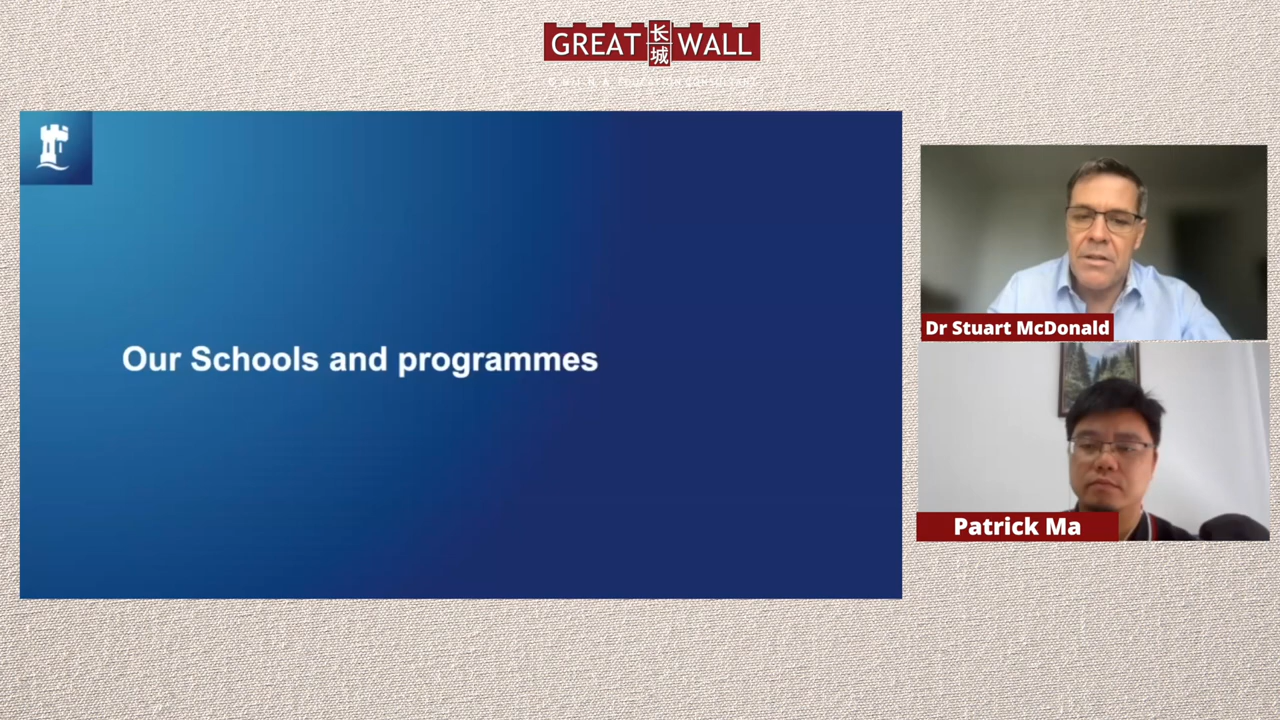 GREAT 长城 WALL
Our Schools and programmes
Dr Stuart McDonald
Patrick Ma